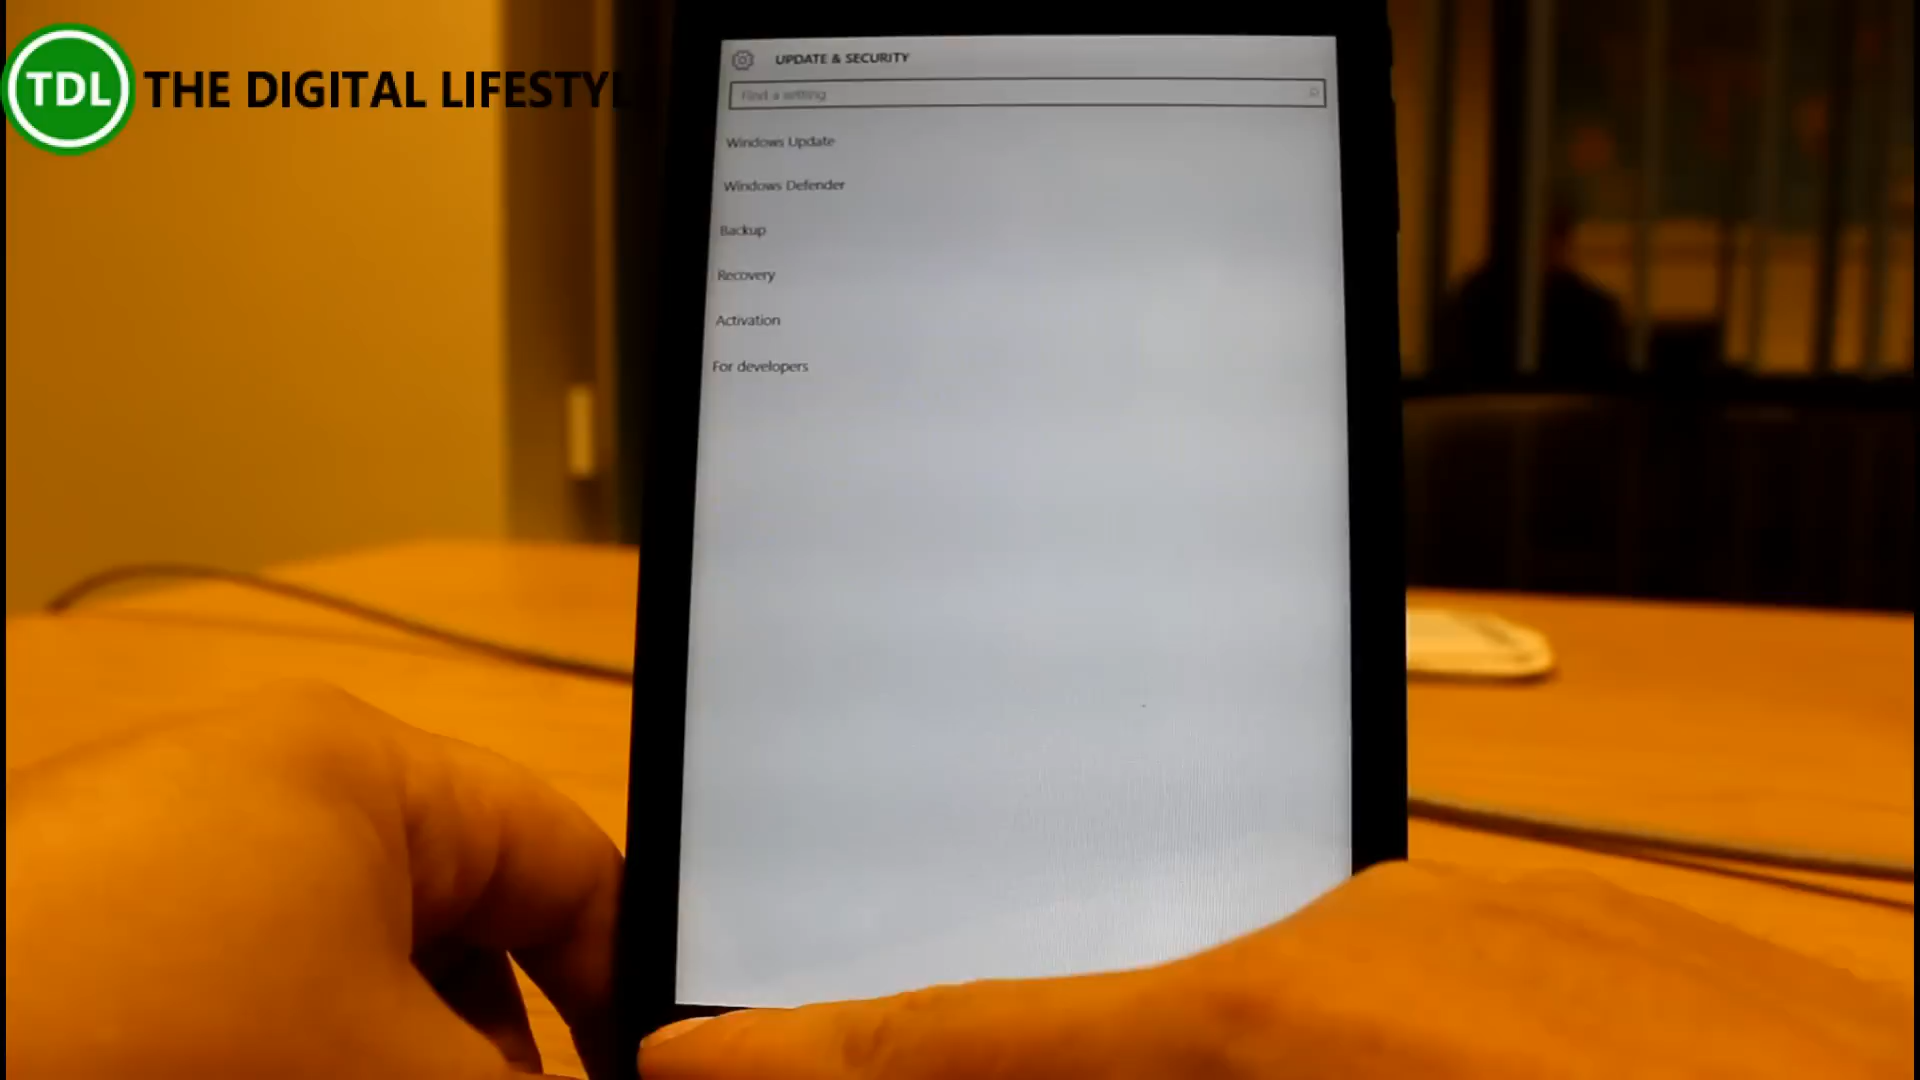 TDL THE DIGITAL LIFESTYL
UPDATE & SECURITY
Find a setting
Windows Update
Windows Defender
Backup
Recovery
Activation
For developers